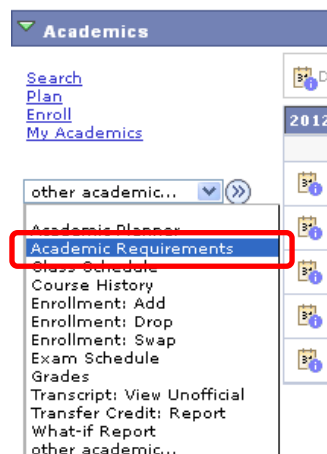 Academics
Search
Plan
Enroll
My Academics
2012
other academic...
Academic Planner
Academic Requirements
Class Schedule
Course History
Enrollment: Add
Enrollment: Drop
Enrollment: Swap
Exam Schedule
Grades
Transcript: View Unofficial
Transfer Credit: Report
What-if Report
other academic...